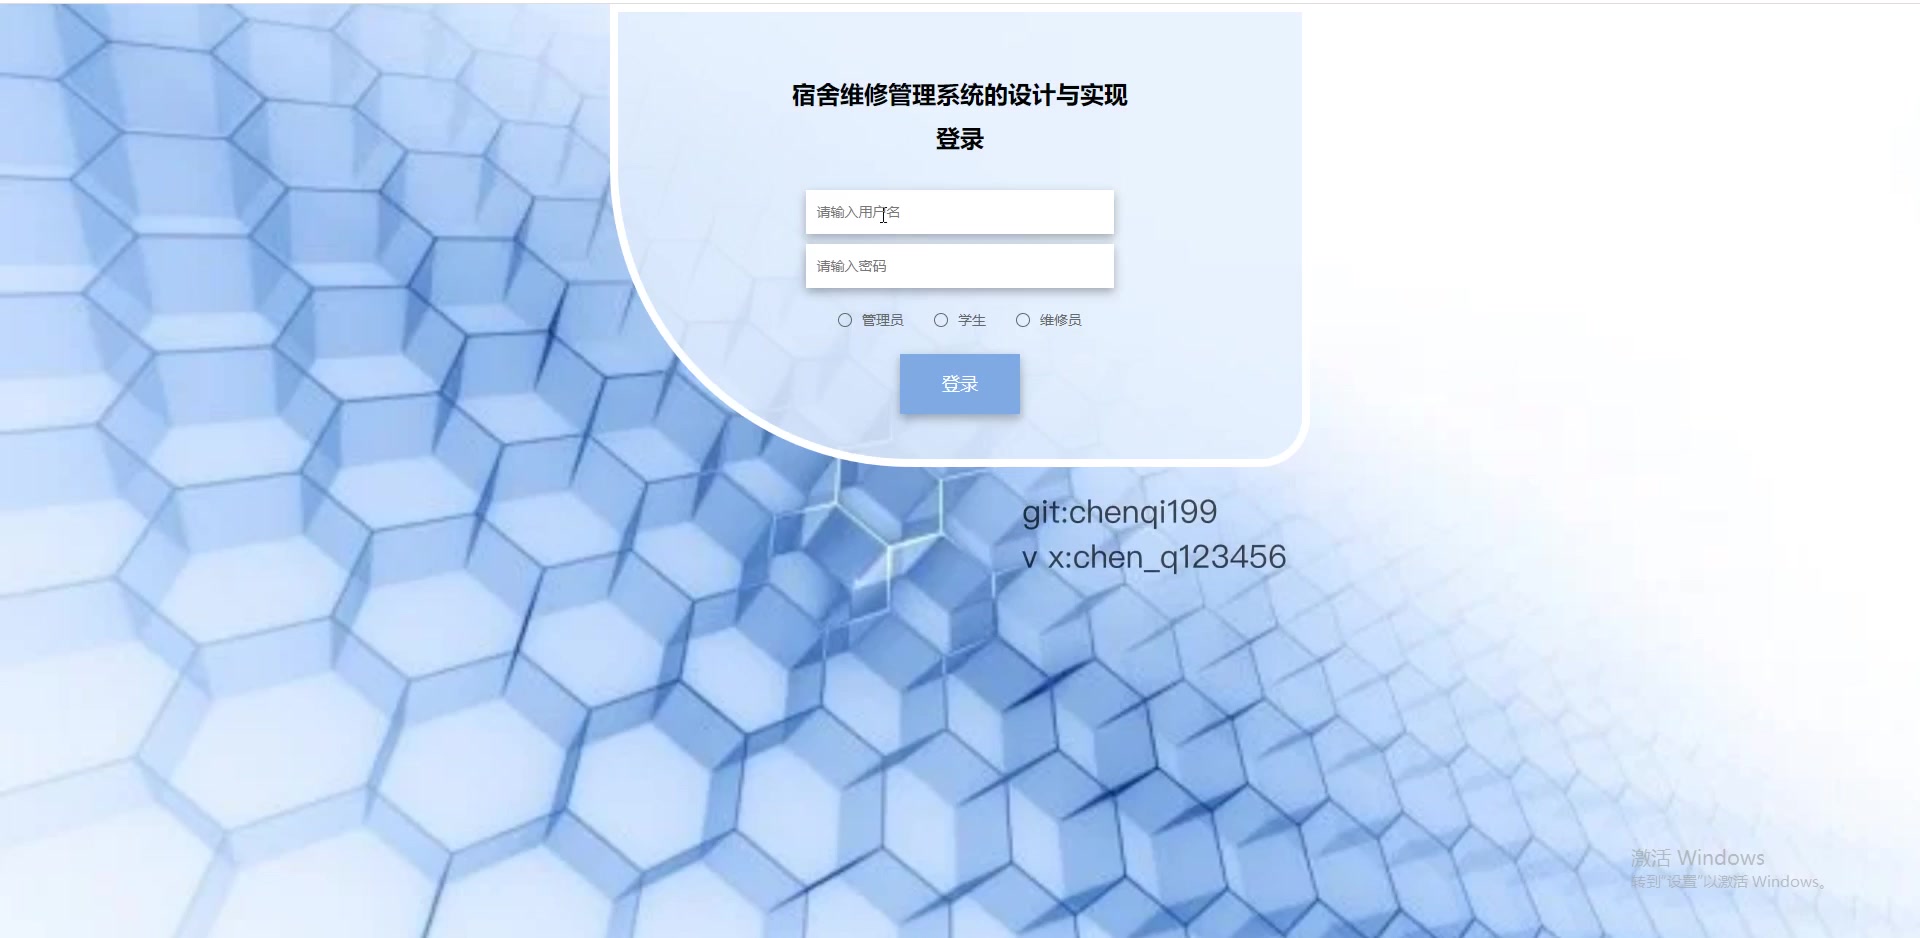 宿舍维修管理系统的设计与实现
登录
请输入用户名
请输入密码
管理员 学生 维修员
登录
git:chenqi199
v x:chen_q123456
激活 Windows
转到"设置"以激活 Windows。